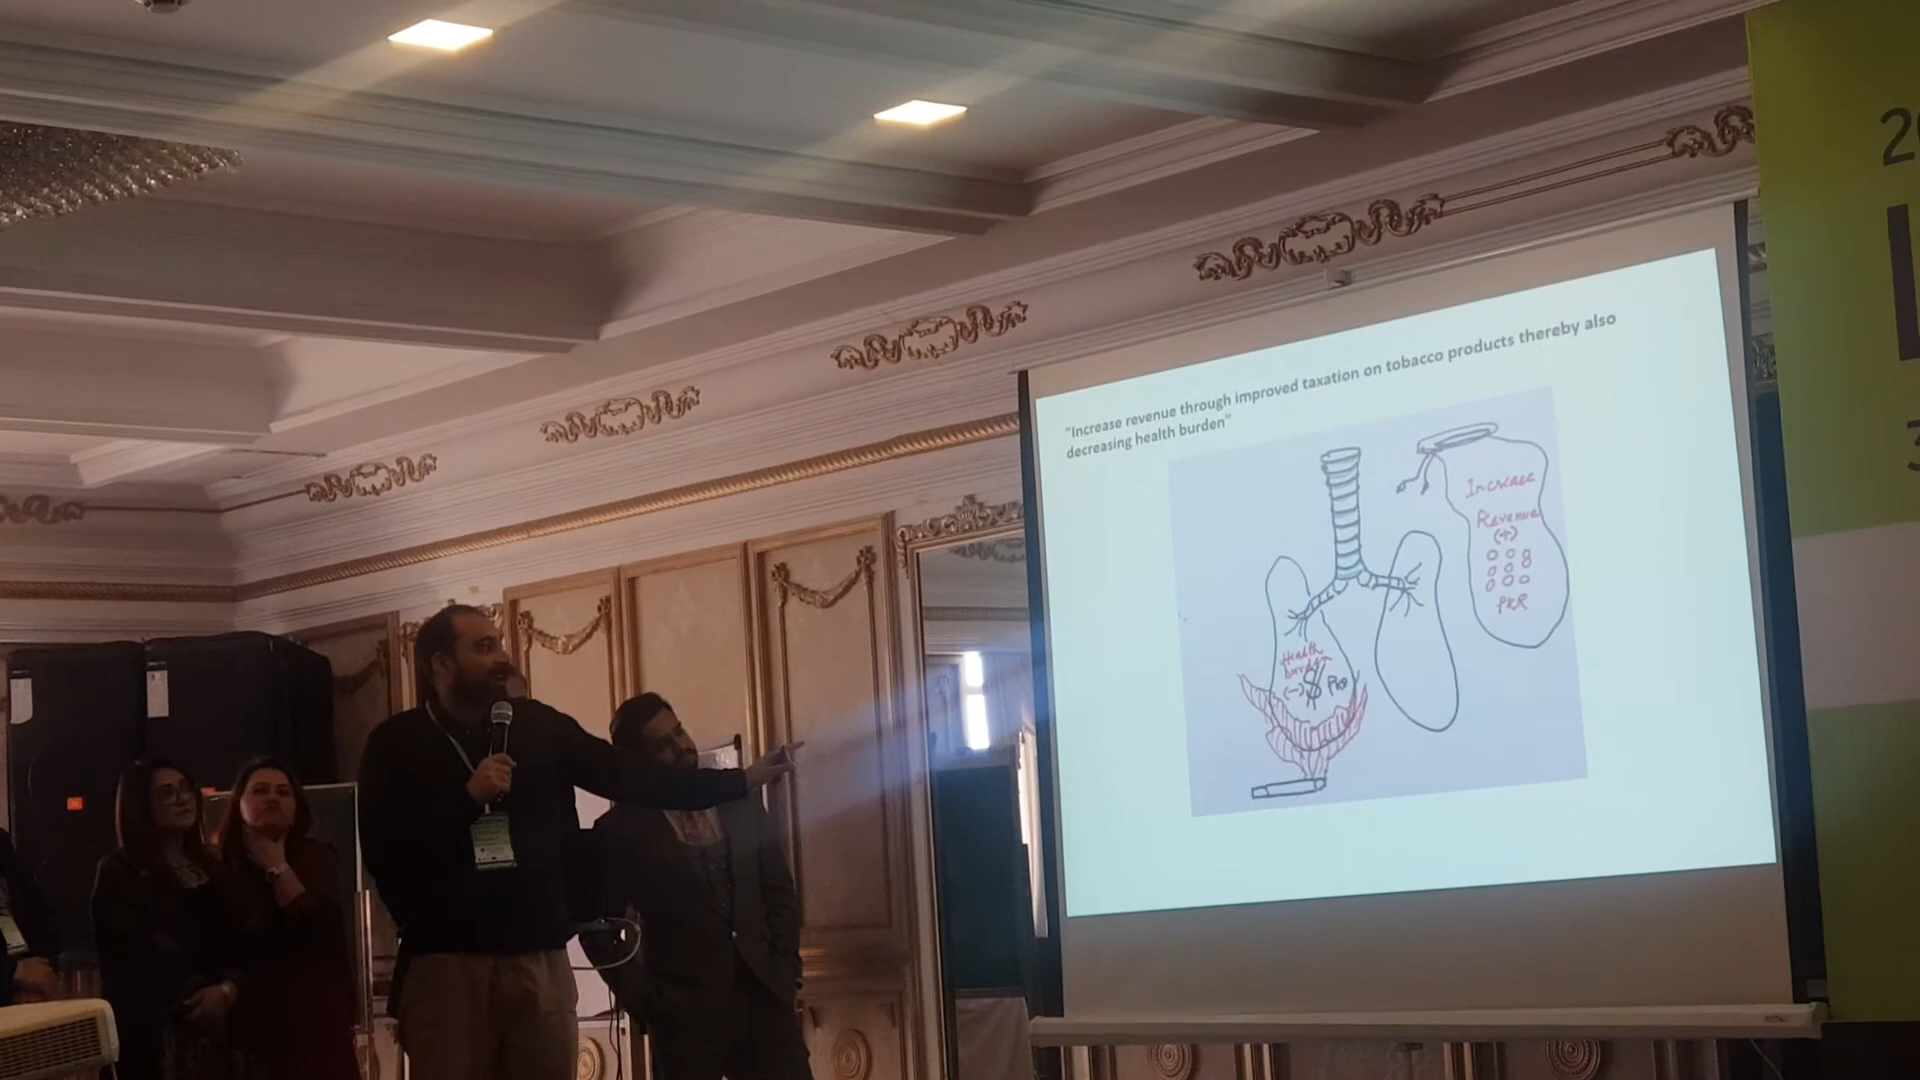 "Increase revenue through improved taxation on tobacco products thereby also
decreasing health burden"
Increase
Revenue
(+)
PKR
Health
Burden
(-) $ PKR